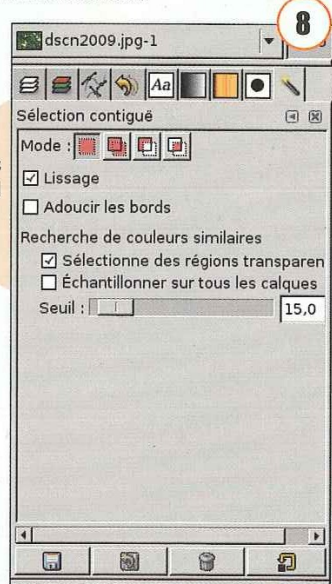 8
dscn2009.jpg-1
Aa
Sélection contiguë
Mode :
Lissage
Adoucir les bords
Recherche de couleurs similaires
Sélectionne des régions transparen
Échantillonner sur tous les calques
Seuil : 15,0